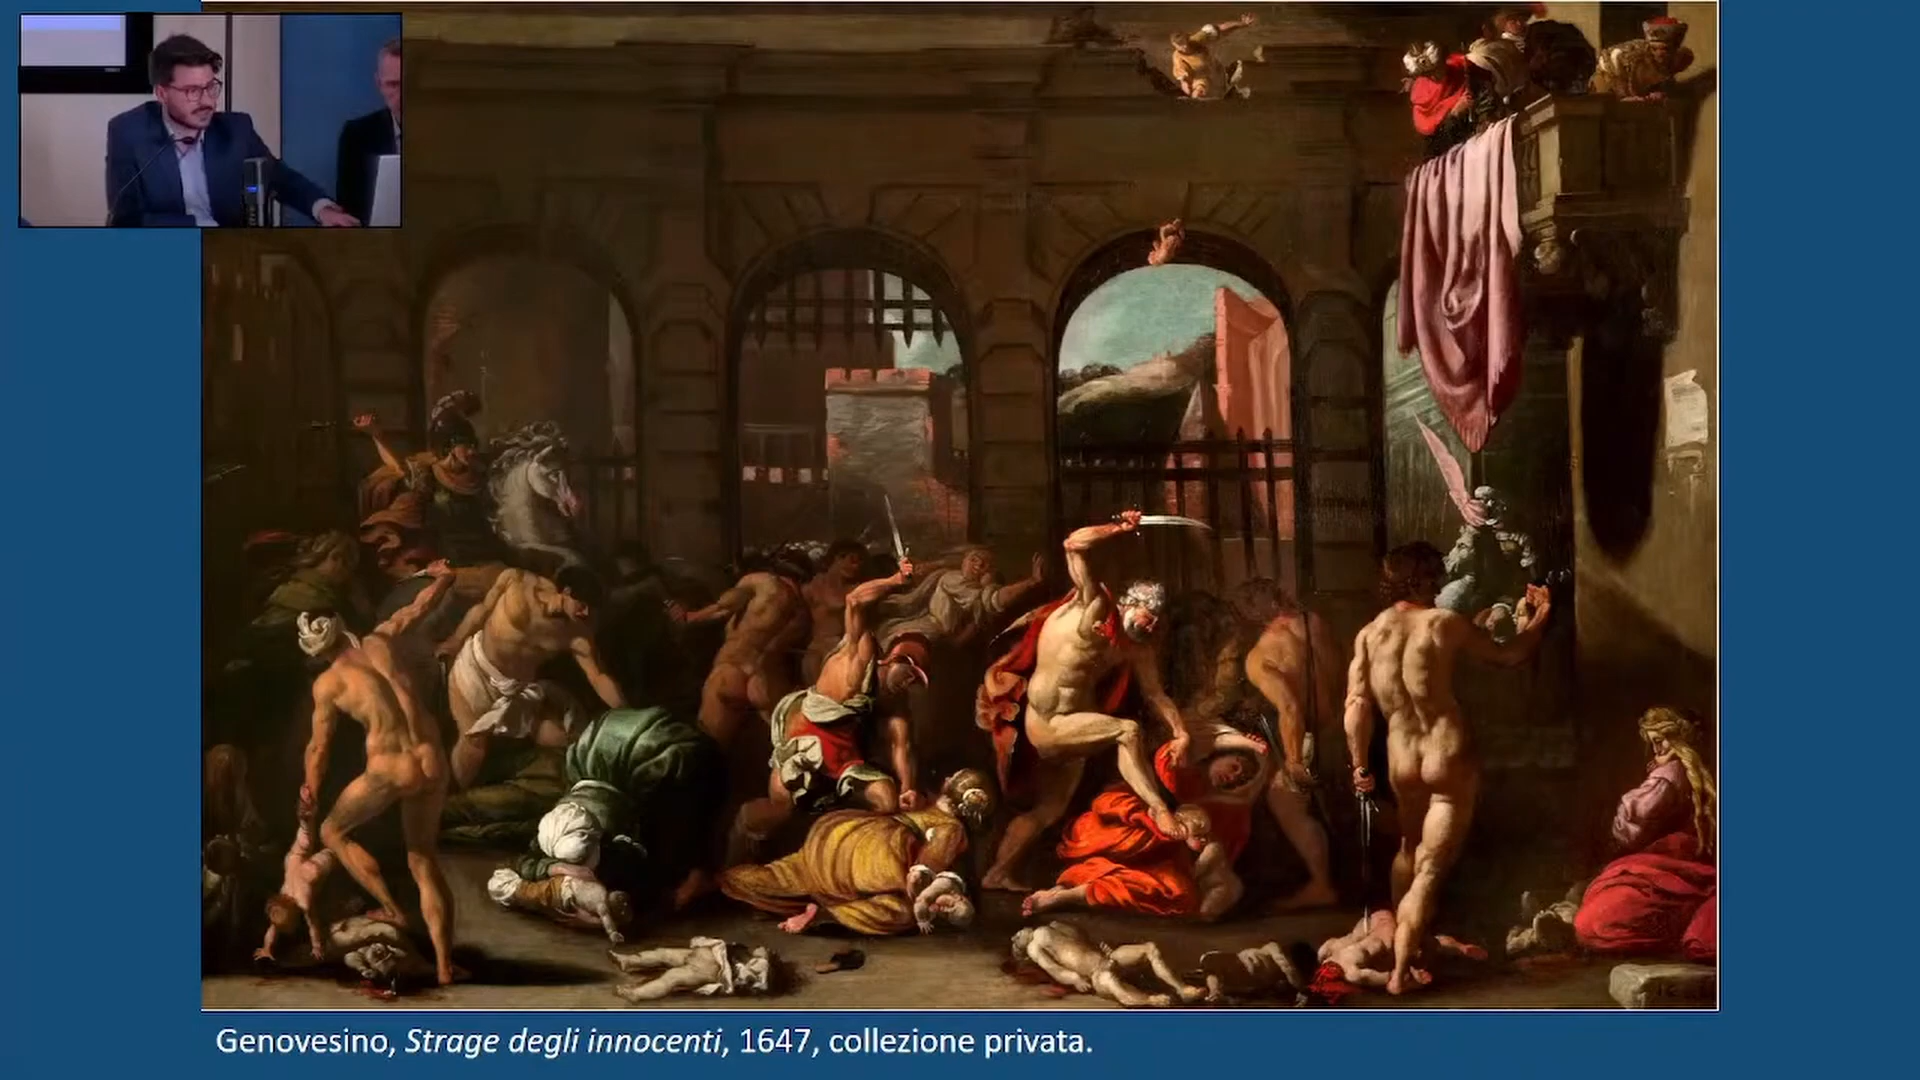 Genovesino, Strage degli innocenti, 1647, collezione privata.